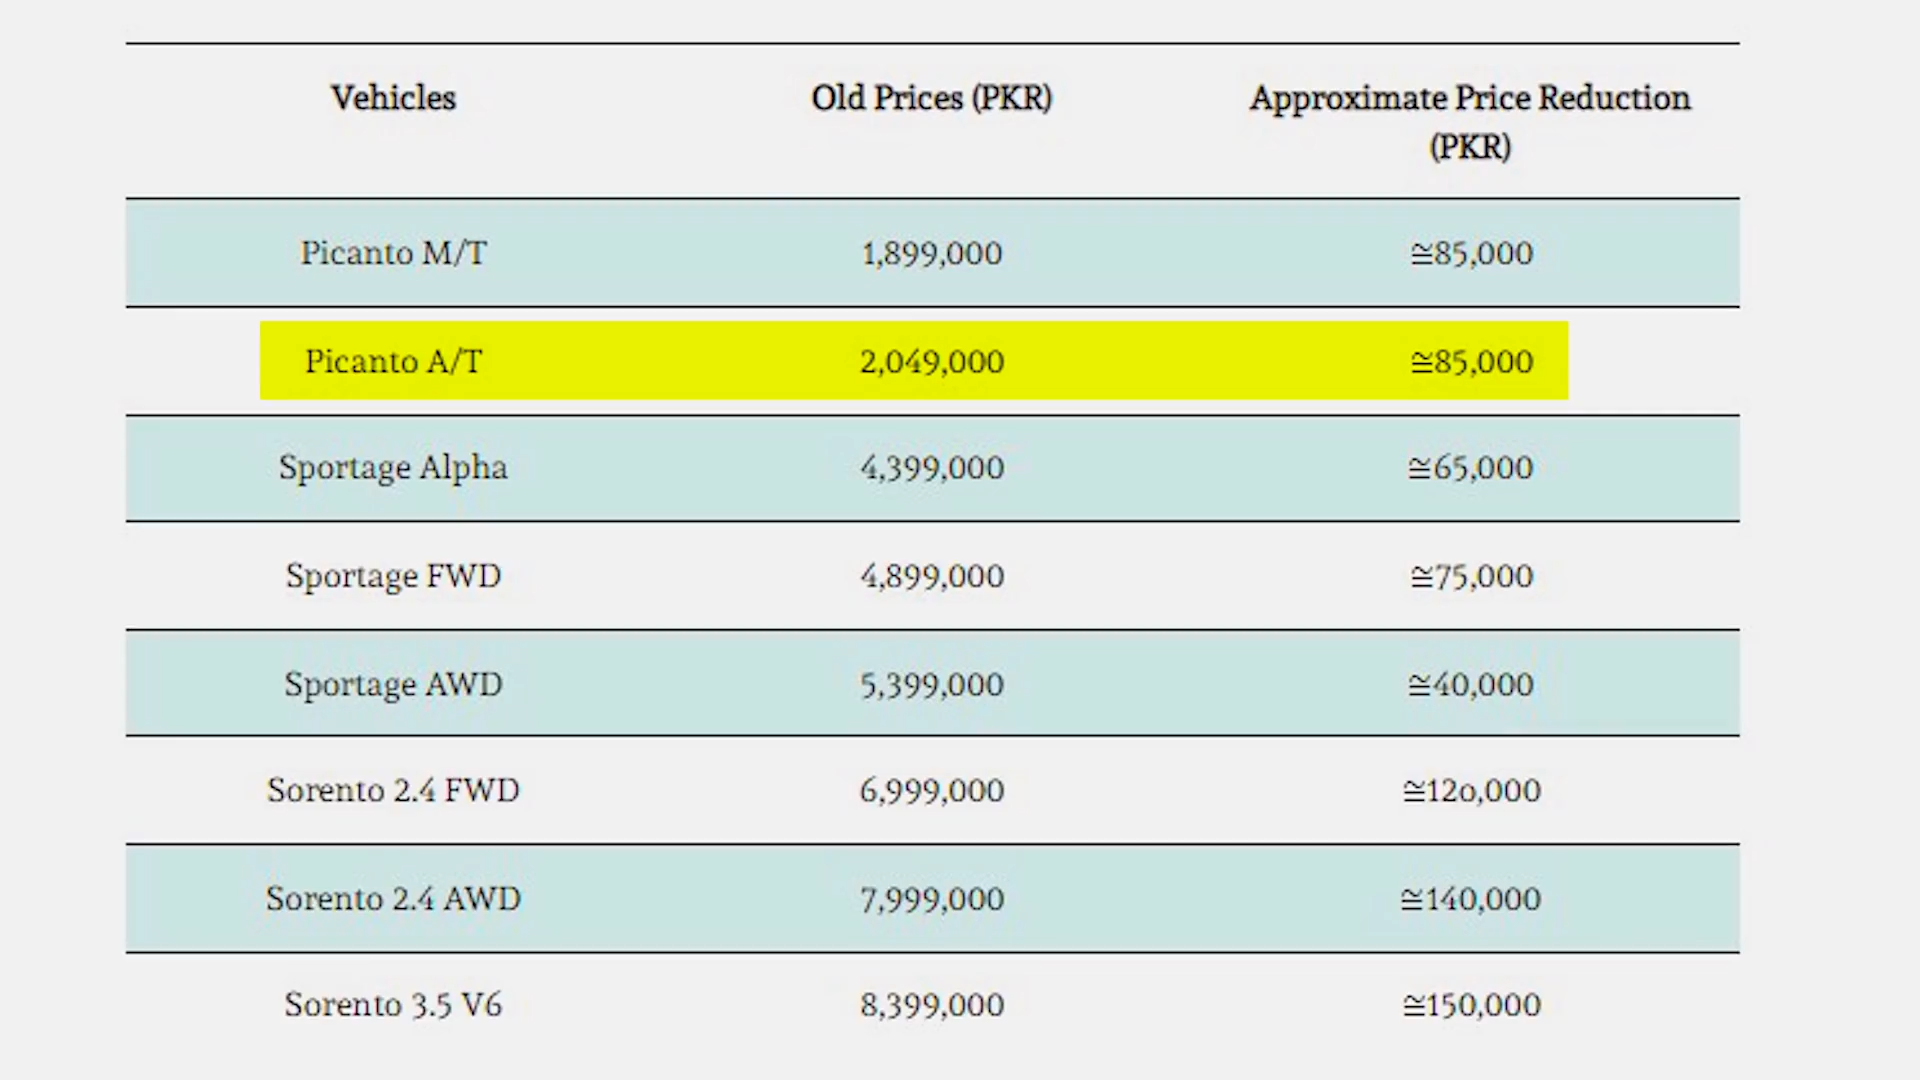 Vehicles Old Prices (PKR) Approximate Price Reduction
(PKR)
Picanto M/T 1,899,000 ≅85,000
Picanto A/T 2,049,000 ≅85,000
Sportage Alpha 4,399,000 ≅65,000
Sportage FWD 4,899,000 ≅75,000
Sportage AWD 5,399,000 ≅40,000
Sorento 2.4 FWD 6,999,000 ≅12o,000
Sorento 2.4 AWD 7,999,000 ≅140,000
Sorento 3.5 V6 8,399,000 ≅150,000